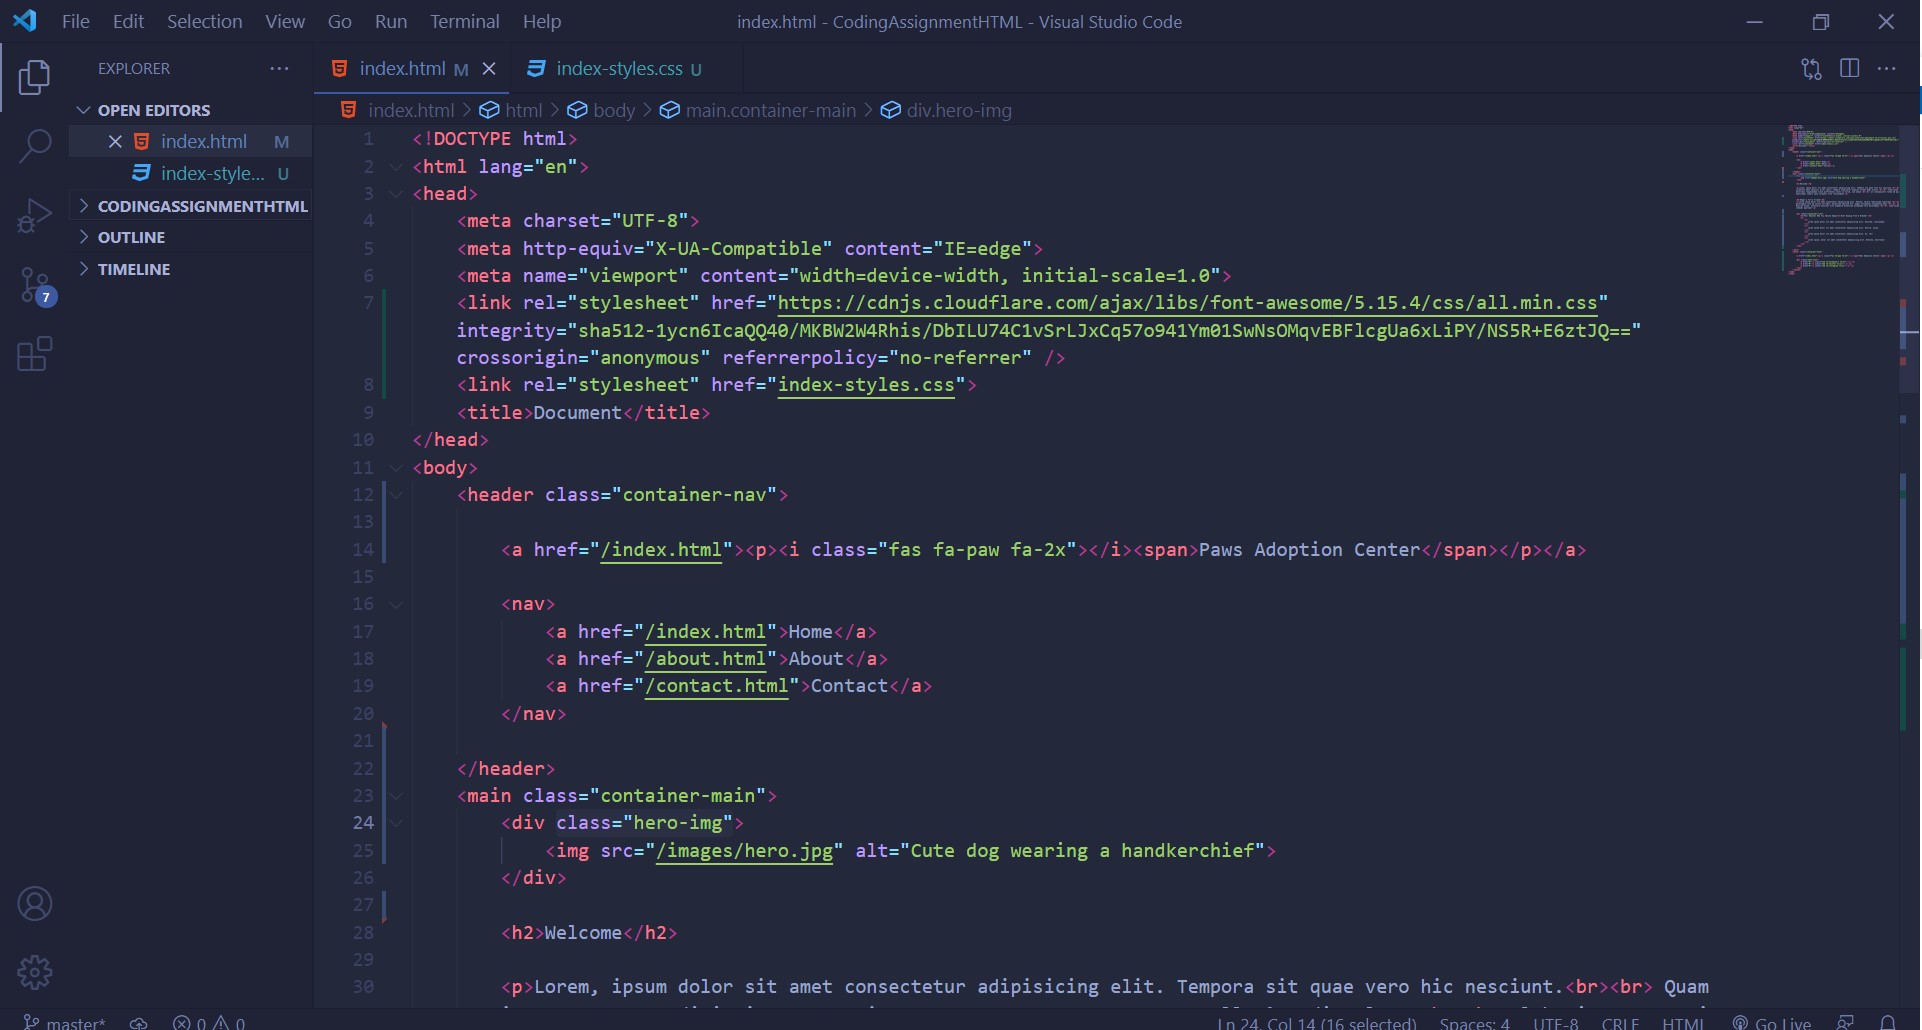 File Edit Selection View Go Run Terminal Help index.html - CodingAssignmentHTML - Visual Studio Code
EXPLORER
index.html M
index-styles.css U
OPEN EDITORS
index.html M
index-style... U
CODINGASSIGNMENTHTML
OUTLINE
TIMELINE
7
index.html > html > body > main.container-main > div.hero-img
1 <!DOCTYPE html>
2 <html lang="en">
3 <head>
4 <meta charset="UTF-8">
5 <meta http-equiv="X-UA-Compatible" content="IE=edge">
6 <meta name="viewport" content="width=device-width, initial-scale=1.0">
7 <link rel="stylesheet" href="https://cdnjs.cloudflare.com/ajax/libs/font-awesome/5.15.4/css/all.min.css"
integrity="sha512-1ycn6IcaQQ40/MKBW2W4Rhis/DbILU74C1vSrLJxCq57o941Ym01SwNsOMqvEBFlcgUa6xLiPY/NS5R+E6ztJQ=="
crossorigin="anonymous" referrerpolicy="no-referrer" />
8 <link rel="stylesheet" href="index-styles.css">
9 <title>Document</title>
10 </head>
11 <body>
12 <header class="container-nav">
13
14 <a href="/index.html"><p><i class="fas fa-paw fa-2x"></i><span>Paws Adoption Center</span></p></a>
15
16 <nav>
17 <a href="/index.html">Home</a>
18 <a href="/about.html">About</a>
19 <a href="/contact.html">Contact</a>
20 </nav>
21
22 </header>
23 <main class="container-main">
24 <div class="hero-img">
25 <img src="/images/hero.jpg" alt="Cute dog wearing a handkerchief">
26 </div>
27
28 <h2>Welcome</h2>
29
30 <p>Lorem, ipsum dolor sit amet consectetur adipisicing elit. Tempora sit quae vero hic nesciunt.<br><br> Quam
master* 0 0 Ln 24, Col 14 (16 selected) Spaces: 4 UTF-8 CRLF HTML Go Live